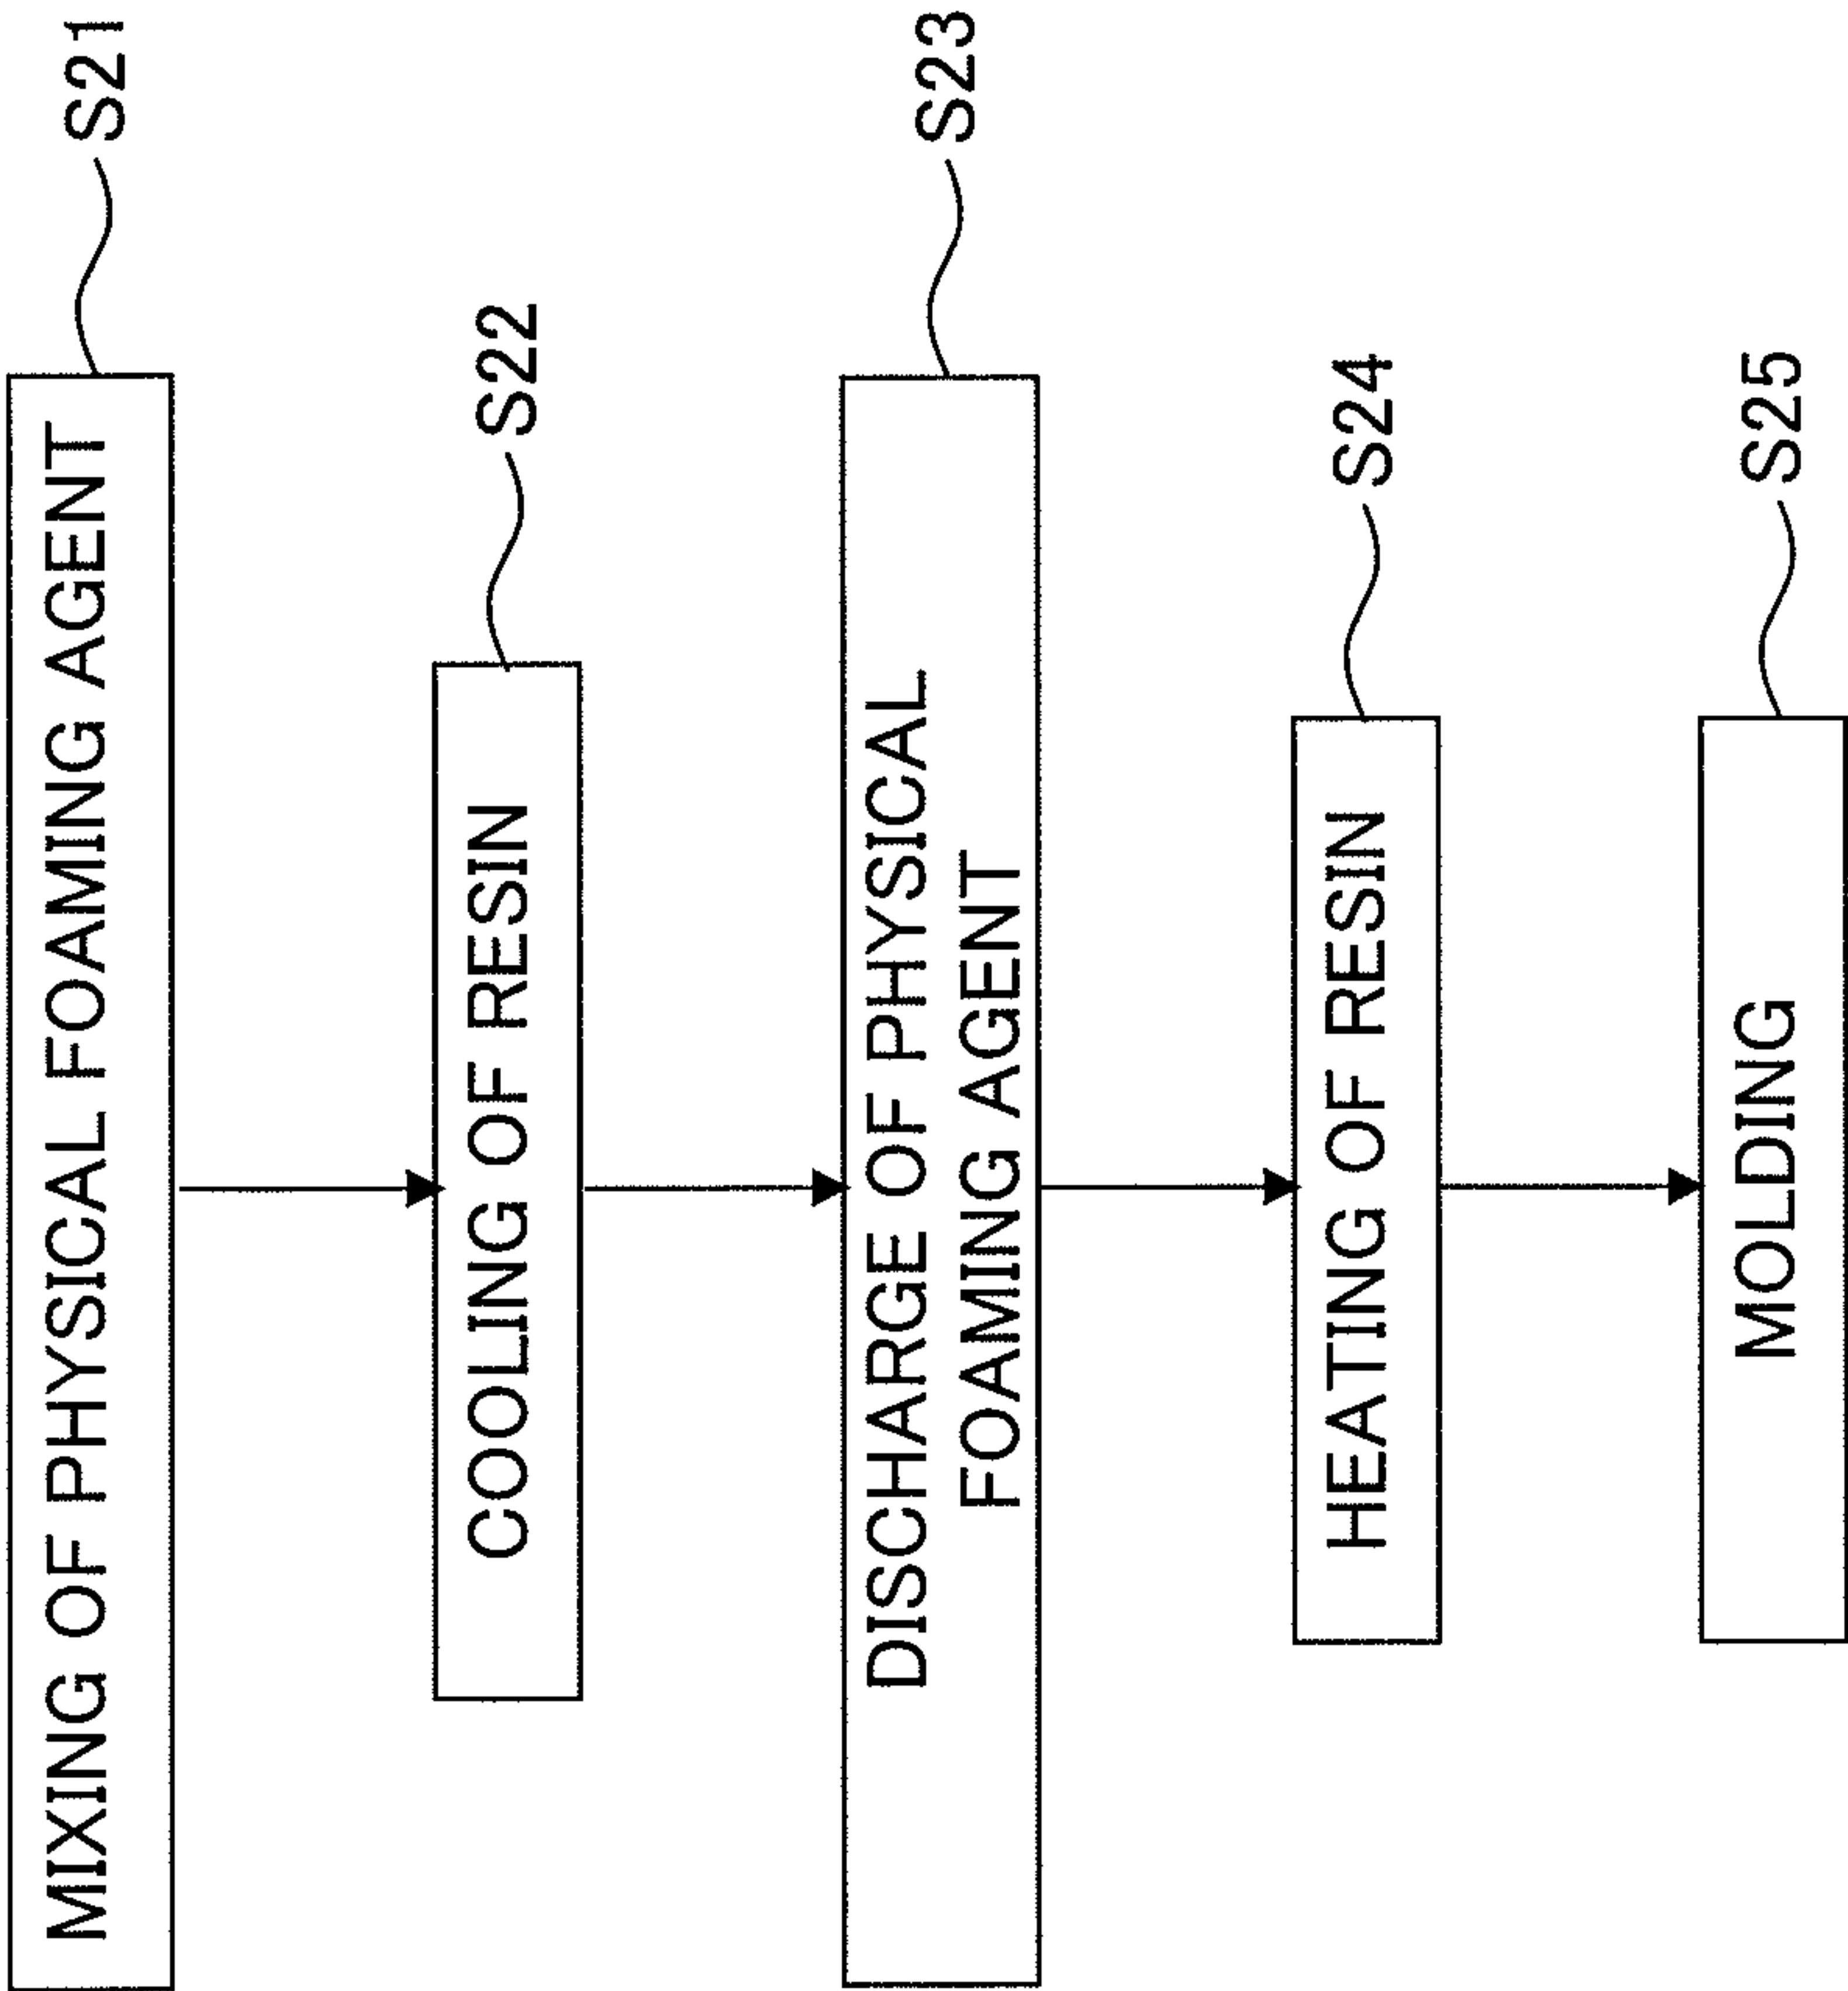 MIXING OF PHYSICAL FOAMING AGENT
S21
COOLING OF RESIN
S22
DISCHARGE OF PHYSICAL
FOAMING AGENT
S23
HEATING OF RESIN
S24
MOLDING
S25